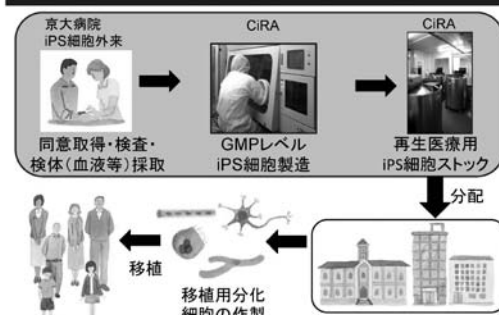 京大病院
iPS細胞外来
CiRA
CiRA
同意取得・検査・
検体(血液等)採取
GMPレベル
iPS細胞製造
再生医療用
iPS細胞ストック
分配
移植
移植用分化
細胞の作製